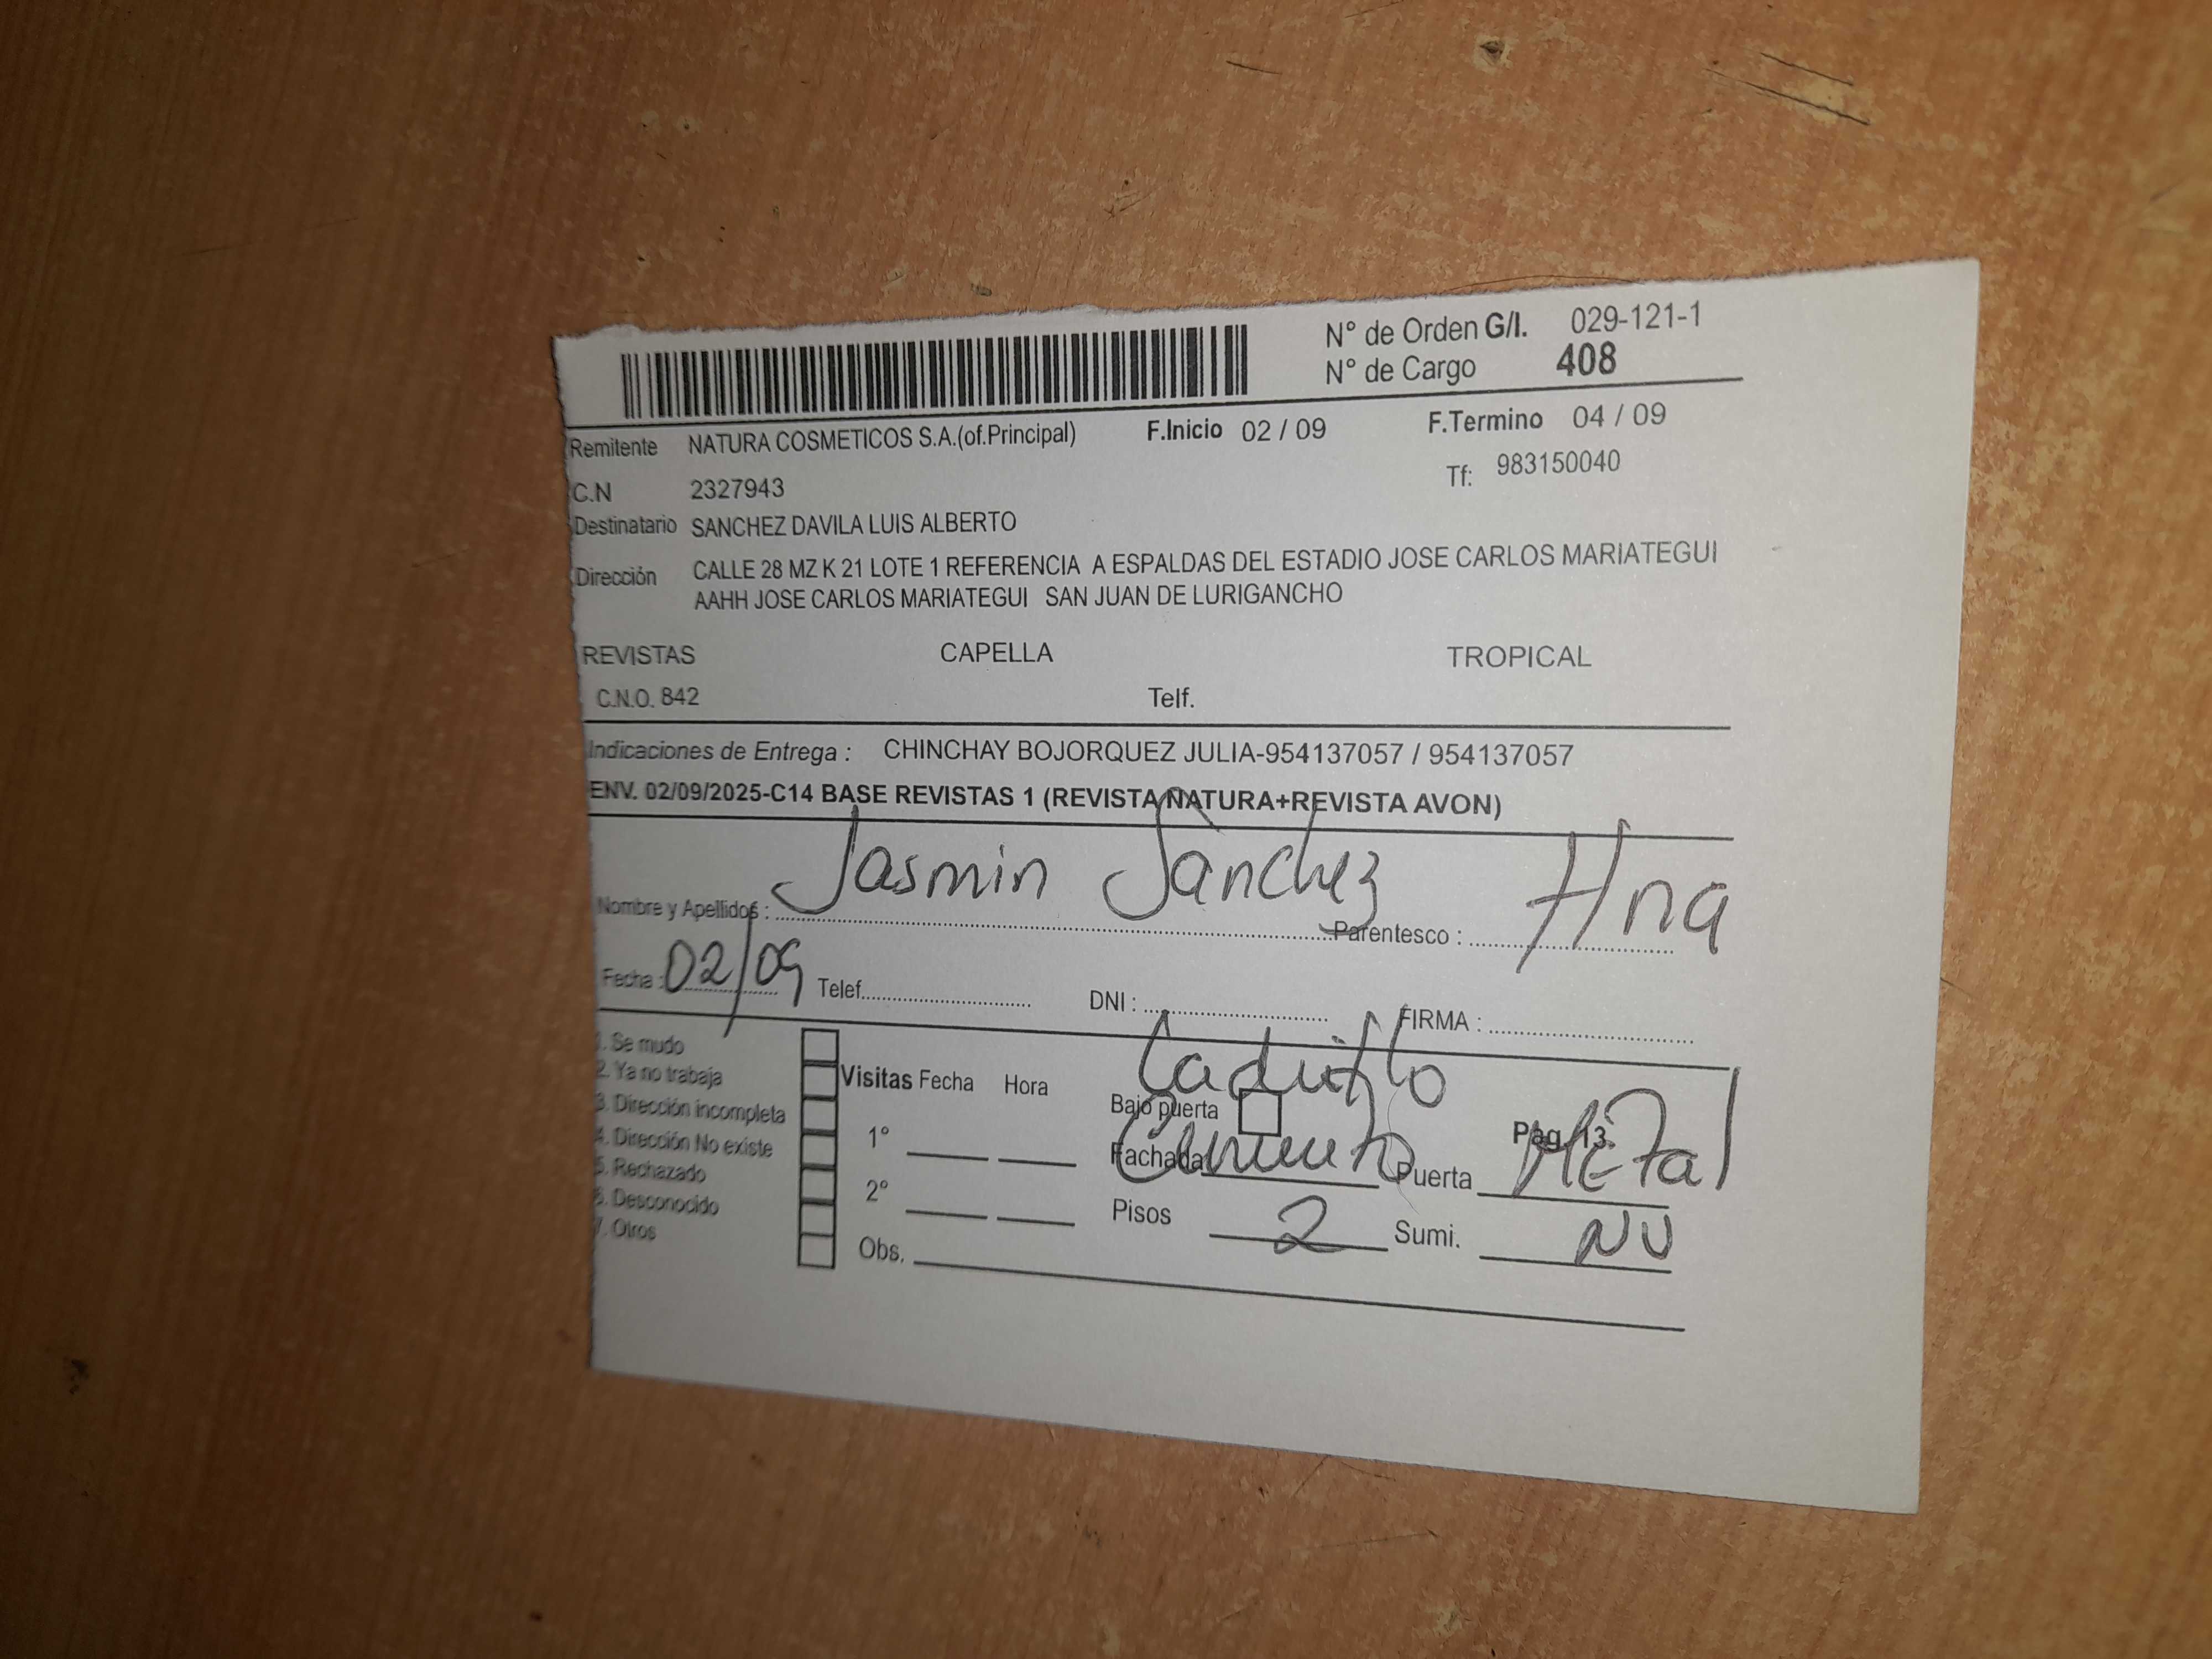 N° de Orden G/I. 029-121-1
N° de Cargo 408
Remitente NATURA COSMETICOS S.A.(of.Principal) F.Inicio 02 / 09 F.Termino 04 / 09
C.N 2327943 Tf: 983150040
Destinatario SANCHEZ DAVILA LUIS ALBERTO
Dirección CALLE 28 MZ K 21 LOTE 1 REFERENCIA A ESPALDAS DEL ESTADIO JOSE CARLOS MARIATEGUI
AAHH JOSE CARLOS MARIATEGUI SAN JUAN DE LURIGANCHO
REVISTAS CAPELLA TROPICAL
C.N.O. 842 Telf.
Indicaciones de Entrega : CHINCHAY BOJORQUEZ JULIA-954137057 / 954137057
ENV. 02/09/2025-C14 BASE REVISTAS 1 (REVISTA NATURA+REVISTA AVON)
Nombre y Apellidos : Jasmin Sanchez Parentesco : Hna
Fecha : 02/09 Telef. DNI : FIRMA :
1. Se mudo
2. Ya no trabaja
3. Dirección incompleta
4. Dirección No existe
5. Rechazado
6. Desconocido
7. Otros
Visitas Fecha Hora
1°
2°
Obs.
Ladrillo
Bajo puerta Pag. 13
Fachada Cemento Puerta METal
Pisos 2 Sumi. NO